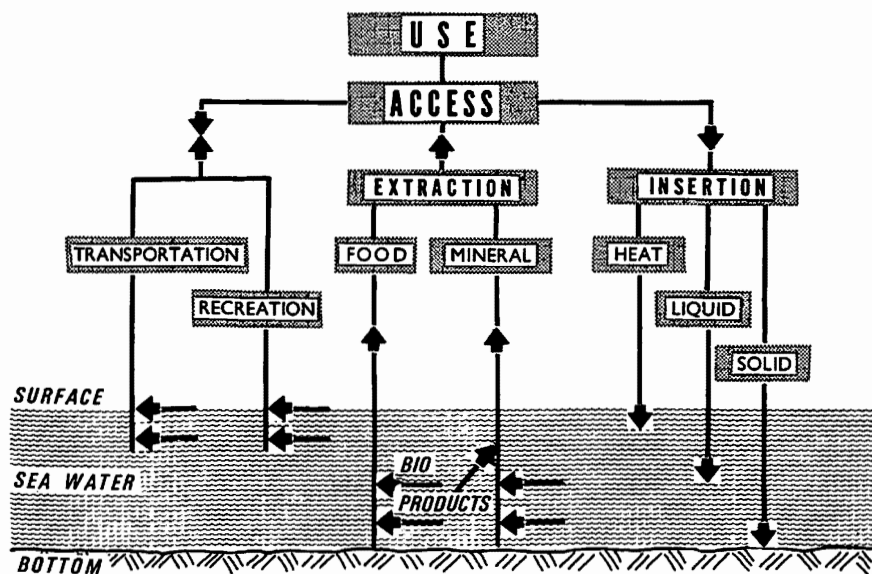 USE
ACCESS
EXTRACTION
INSERTION
TRANSPORTATION
FOOD
MINERAL
HEAT
RECREATION
LIQUID
SOLID
SURFACE
BIO
SEA WATER
PRODUCTS
BOTTOM